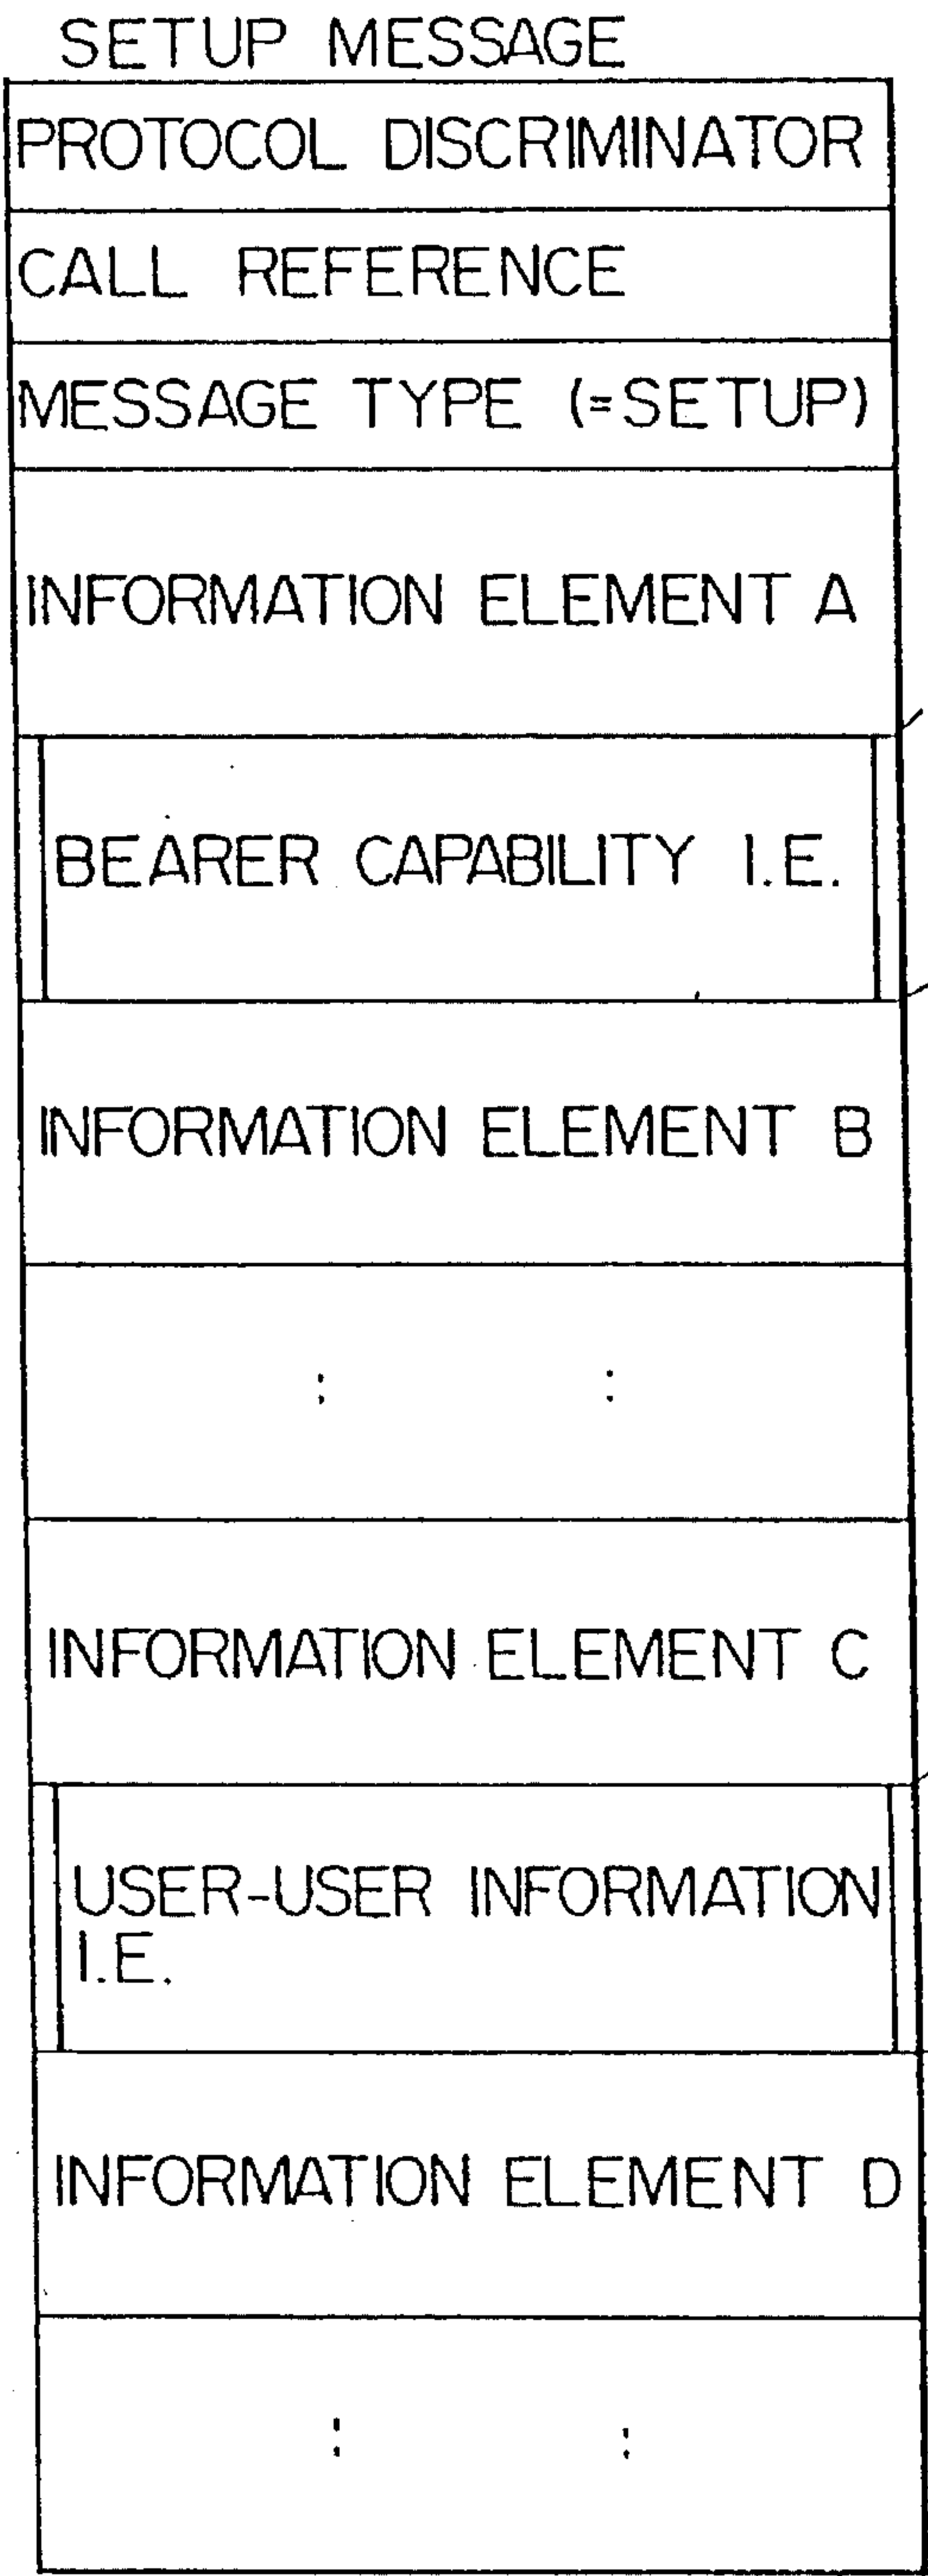 SETUP MESSAGE
PROTOCOL DISCRIMINATOR
CALL REFERENCE
MESSAGE TYPE (=SETUP)
INFORMATION ELEMENT A
BEARER CAPABILITY I.E.
INFORMATION ELEMENT B
: :
INFORMATION ELEMENT C
USER-USER INFORMATION
I.E.
INFORMATION ELEMENT D
: :